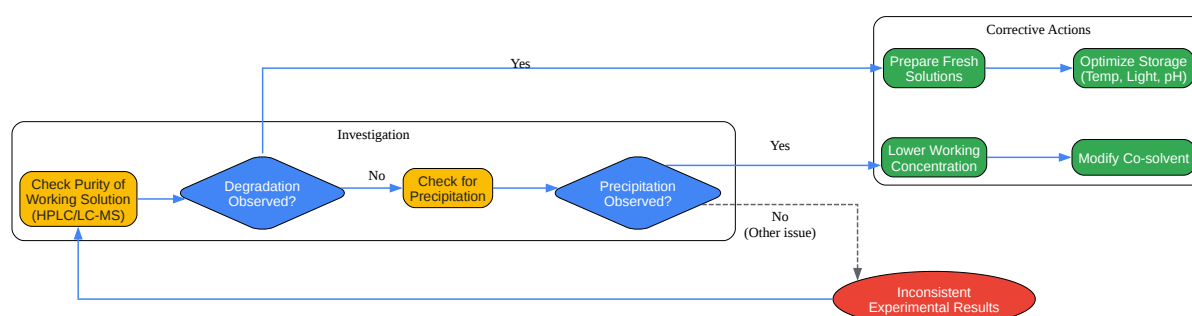 Corrective Actions
Yes
Prepare Fresh
Solutions
Optimize Storage
(Temp, Light, pH)
Investigation
Yes
Lower Working
Concentration
Modify Co-solvent
Check Purity of
Working Solution
(HPLC/LC-MS)
Degradation
Observed?
No
Check for
Precipitation
Precipitation
Observed?
No
(Other issue)
Inconsistent
Experimental Results